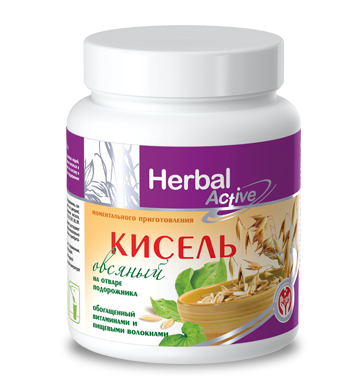 Herbal
Active
моментального приготовления
КИСЕЛЬ
овсяный
на отваре
подорожника
обогащенный
витаминами и
пищевыми волокнами